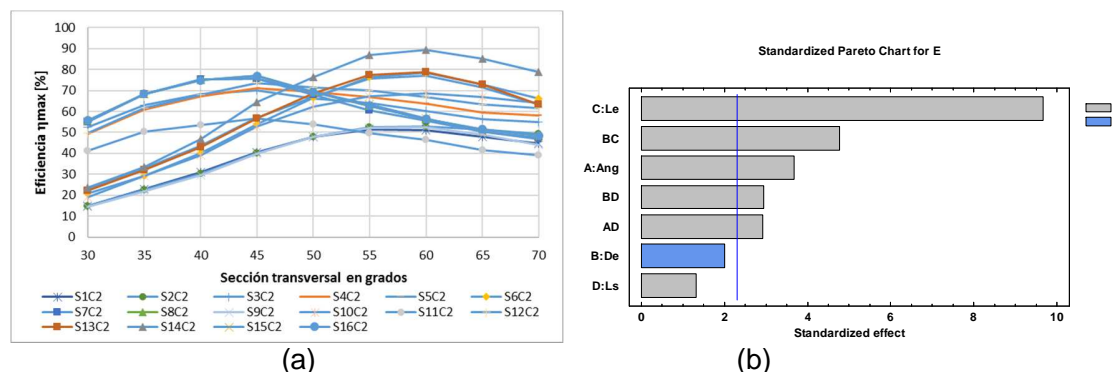 100
90
80
70
60
50
40
30
20
10
0
Eficiencia ηmax [%]
30 35 40 45 50 55 60 65 70
Sección transversal en grados
S1C2 S2C2 S3C2 S4C2 S5C2 S6C2
S7C2 S8C2 S9C2 S10C2 S11C2 S12C2
S13C2 S14C2 S15C2 S16C2
(a)
Standardized Pareto Chart for E
C:Le
BC
A:Ang
BD
AD
B:De
D:Ls
0 2 4 6 8 10
Standardized effect
(b)